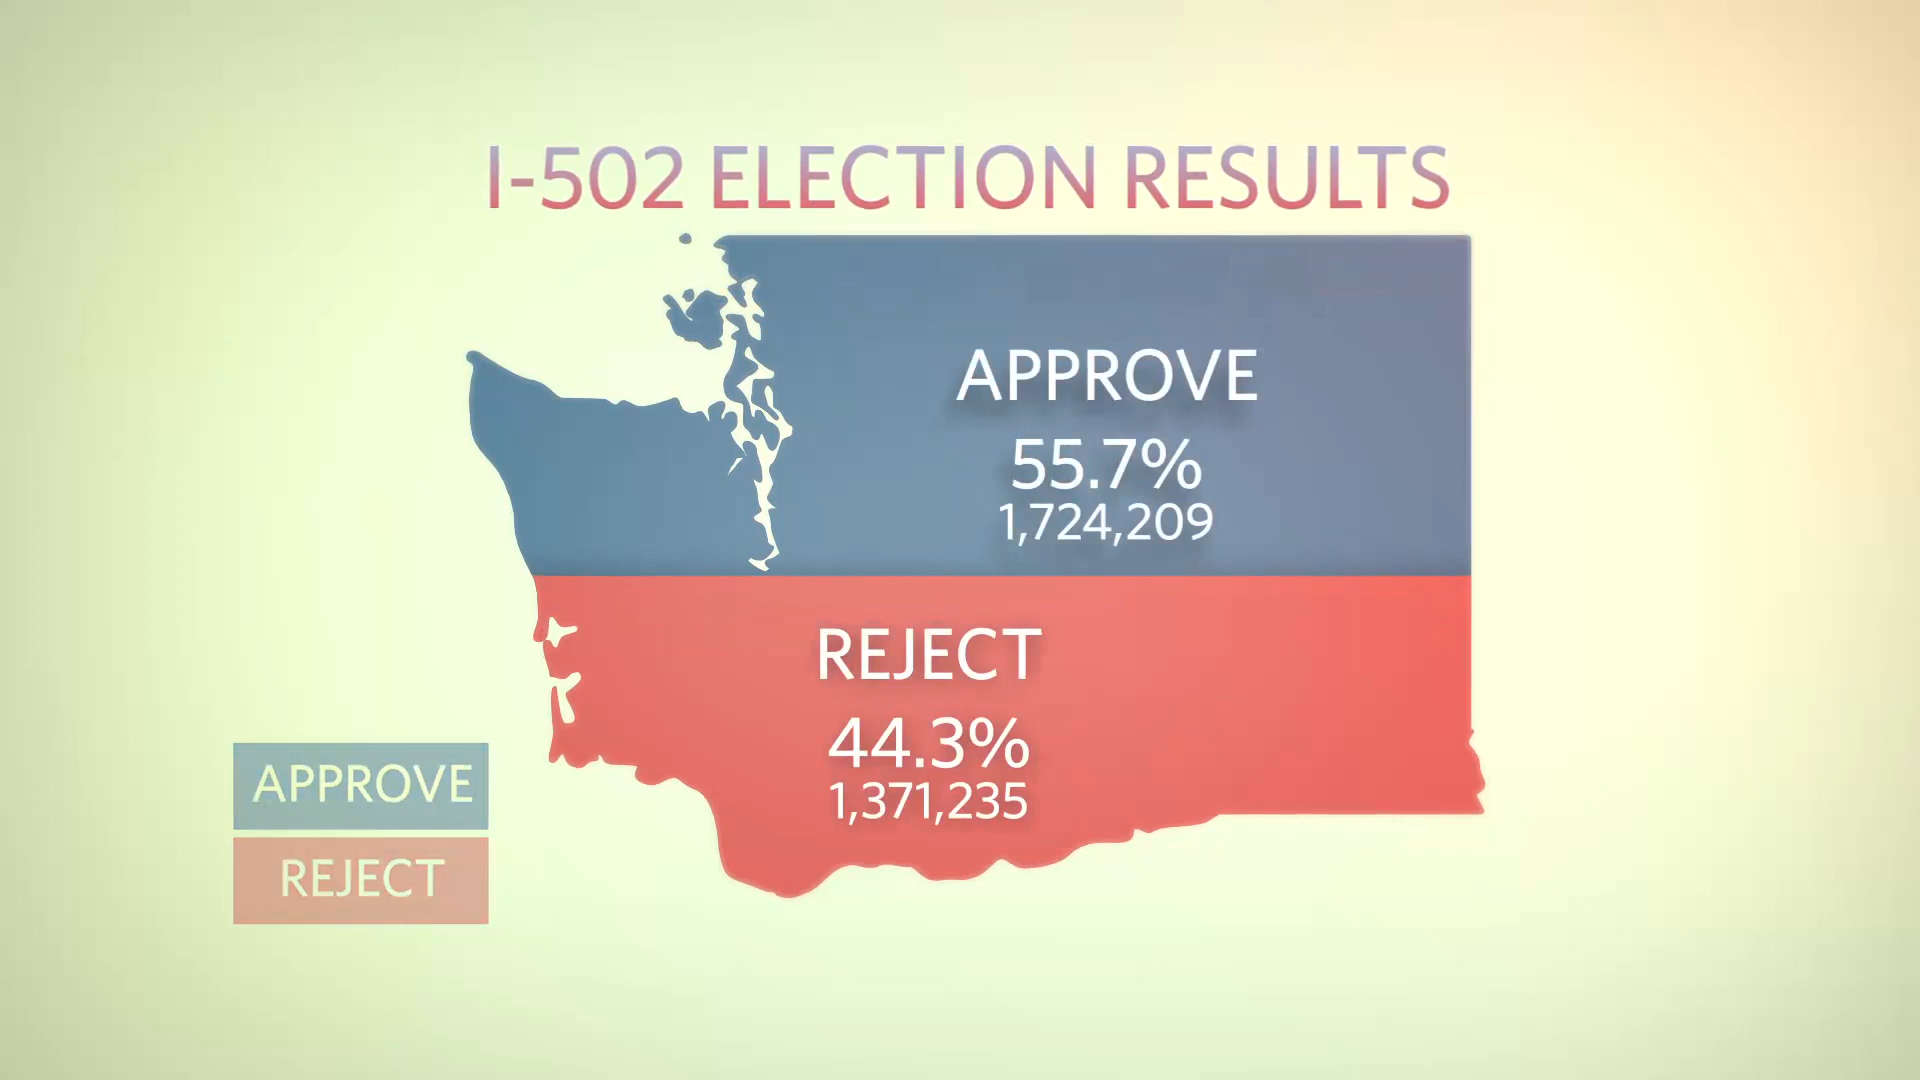 I-502 ELECTION RESULTS
APPROVE
55.7%
1,724,209
REJECT
44.3%
1,371,235
APPROVE
REJECT